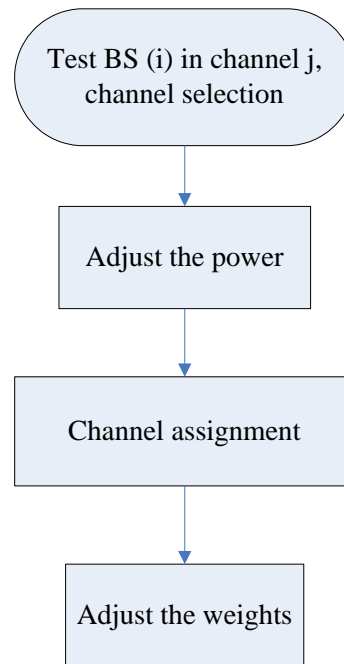 Test BS (i) in channel j,
channel selection
Adjust the power
Channel assignment
Adjust the weights